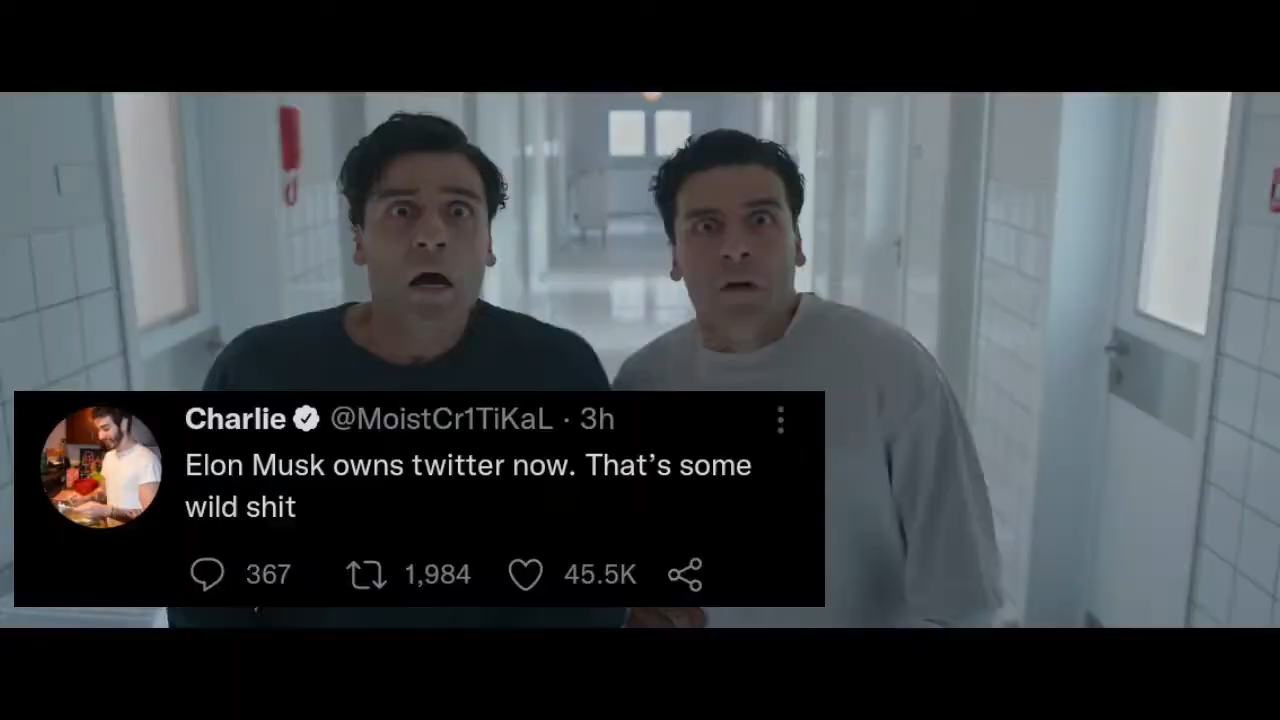 Charlie @MoistCr1TiKaL · 3h
Elon Musk owns twitter now. That's some
wild shit
367 1,984 45.5K